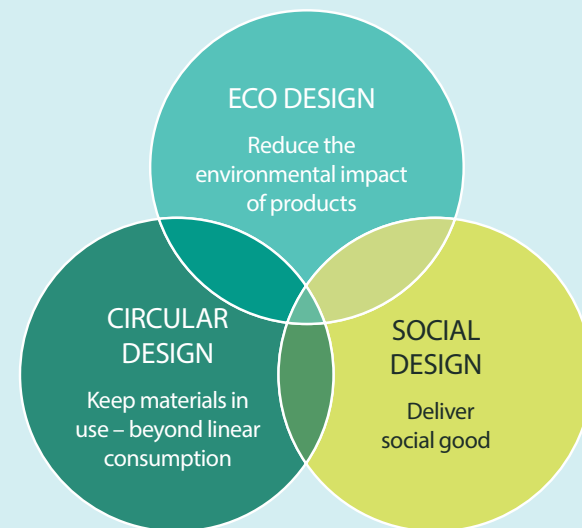 ECO DESIGN
Reduce the
environmental impact
of products
CIRCULAR
DESIGN
Keep materials in
use – beyond linear
consumption
SOCIAL
DESIGN
Deliver
social good